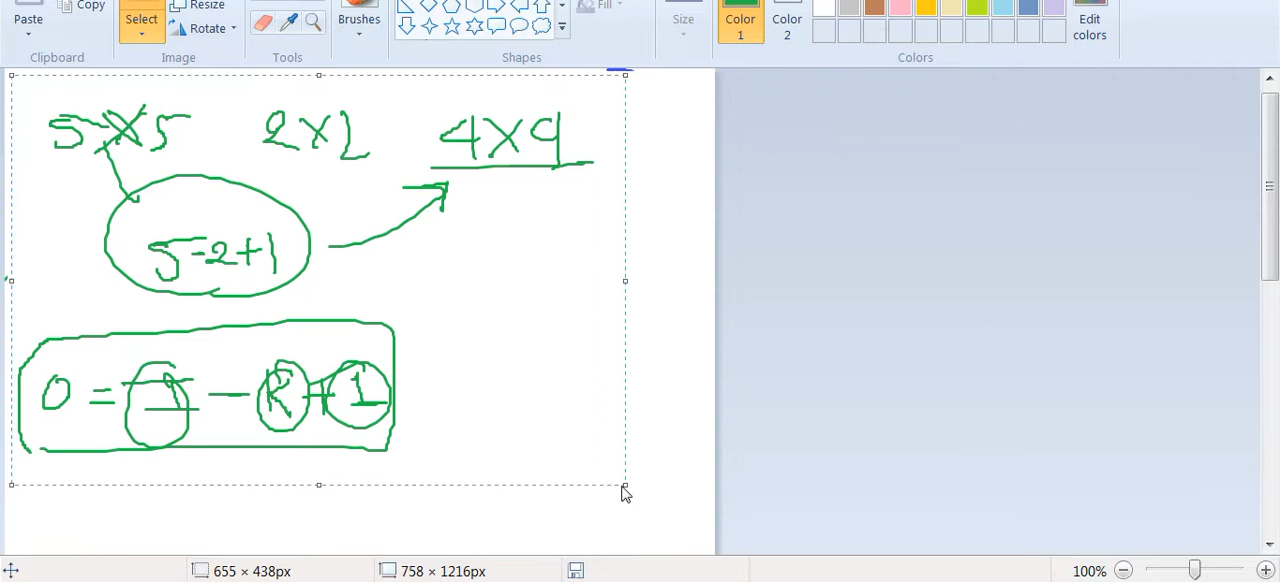 Copy
Resize
Paste
Select
Rotate
Brushes
Size
Fill
Color 1
Color 2
Edit colors
Clipboard
Image
Tools
Shapes
Colors
5X5 2X2 4X4
5-2+1
O = - K + 1
655 × 438px
758 × 1216px
100%